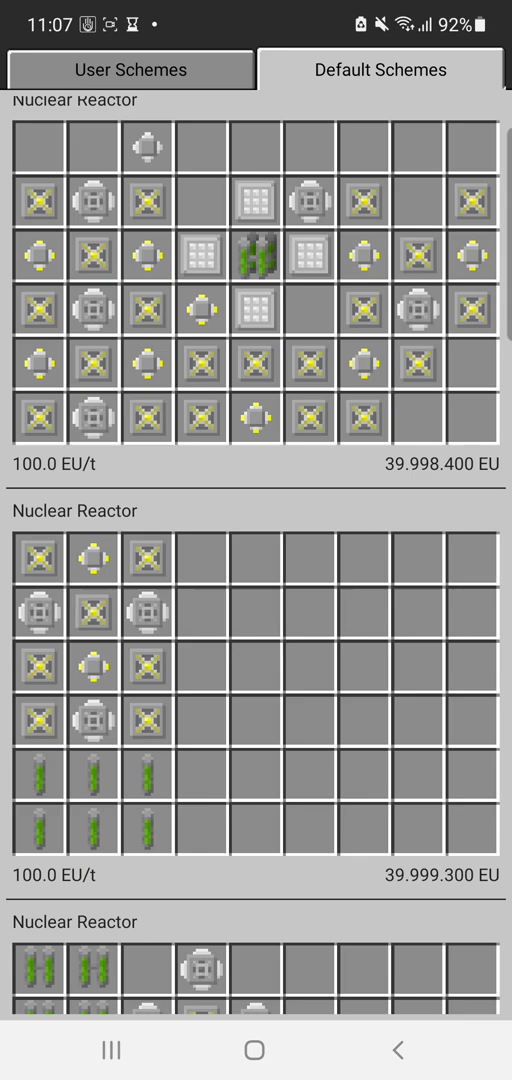 11:07 92%
User Schemes Default Schemes
Nuclear Reactor
100.0 EU/t 39.998.400 EU
Nuclear Reactor
100.0 EU/t 39.999.300 EU
Nuclear Reactor